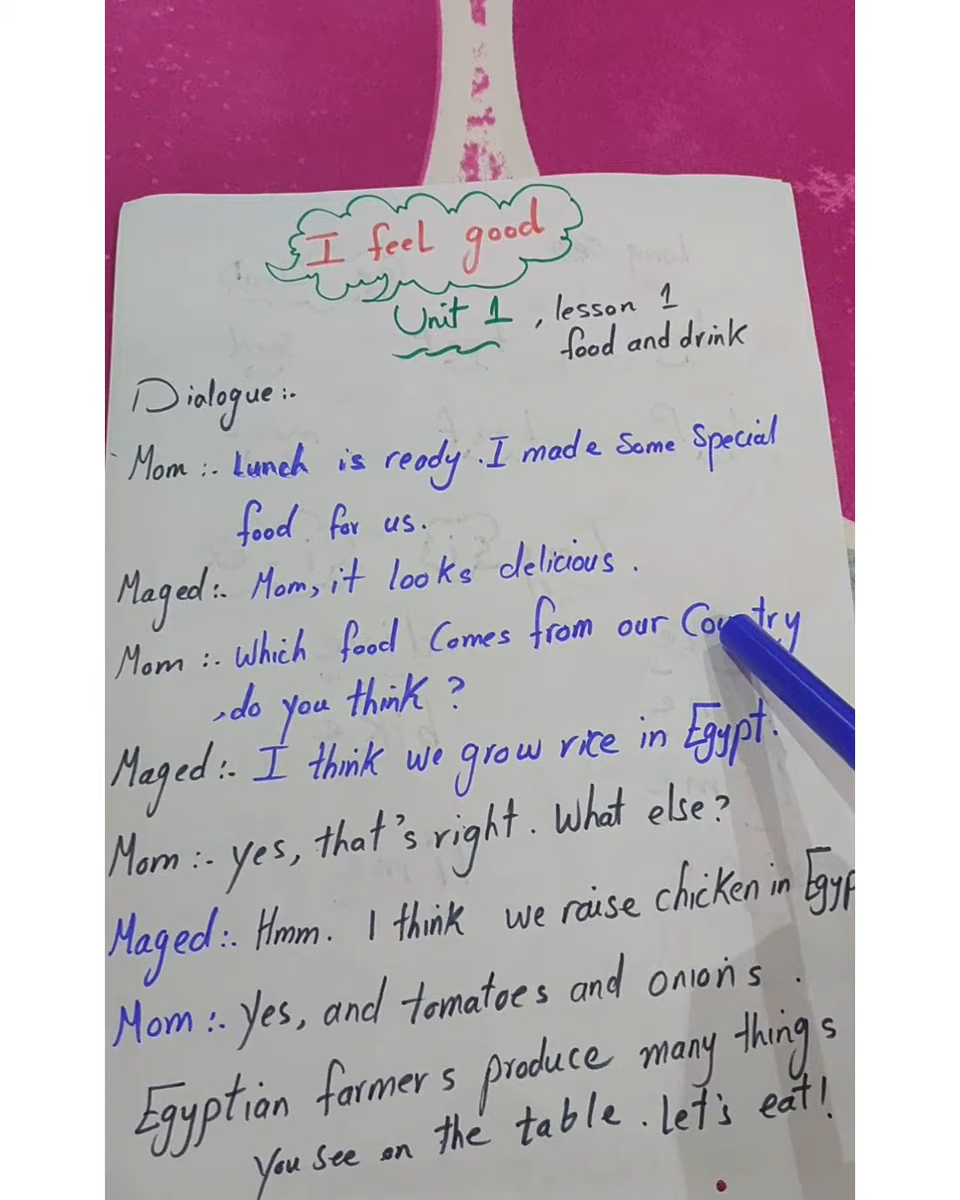 I feel good
Unit 1, lesson 1
food and drink
Dialogue:-
Mom:- Lunch is ready. I made some special
food for us.
Maged:- Mom, it looks delicious.
Mom:- Which food comes from our Country
, do you think?
Maged:- I think we grow rice in Egypt.
Mom:- yes, that's right. What else?
Maged:- Hmm. I think we raise chicken in Egyp
Mom:- yes, and tomatoes and onions.
Egyptian farmers produce many things
you see on the table. Let's eat!